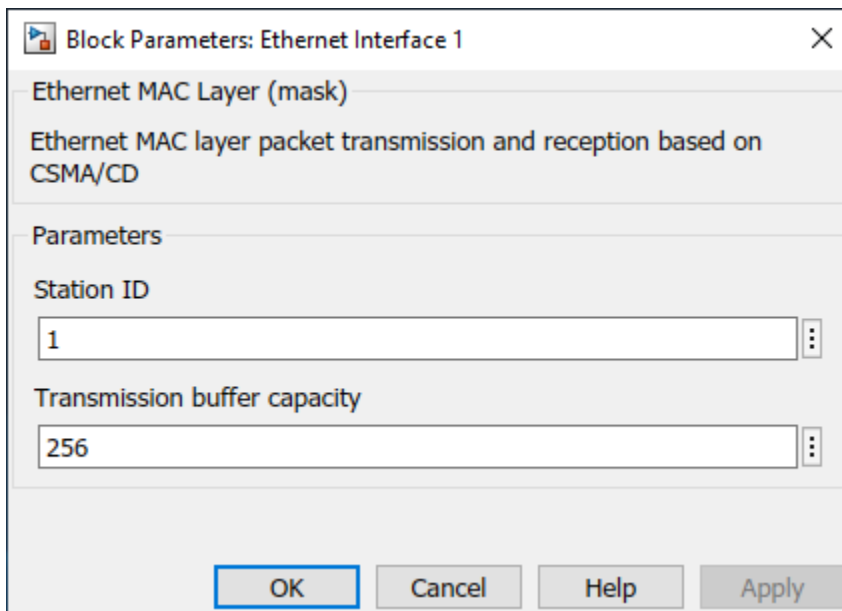 Block Parameters: Ethernet Interface 1
Ethernet MAC Layer (mask)
Ethernet MAC layer packet transmission and reception based on
CSMA/CD
Parameters
Station ID
1
Transmission buffer capacity
256
OK Cancel Help Apply